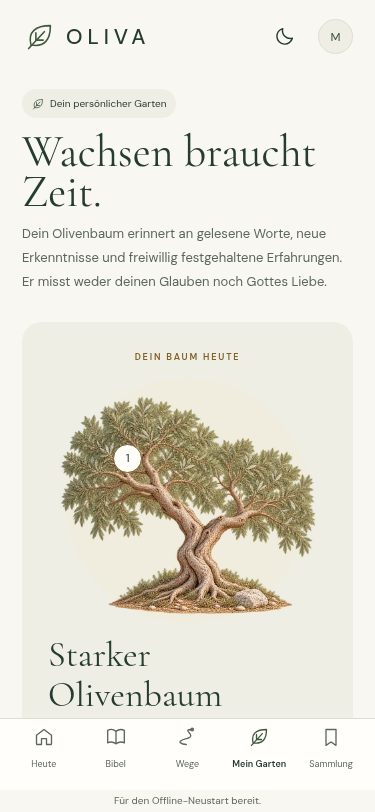 OLIVA
M
Dein persönlicher Garten
Wachsen braucht
Zeit.
Dein Olivenbaum erinnert an gelesene Worte, neue
Erkenntnisse und freiwillig festgehaltene Erfahrungen.
Er misst weder deinen Glauben noch Gottes Liebe.
DEIN BAUM HEUTE
1
Starker
Olivenbaum
Heute
Bibel
Wege
Mein Garten
Sammlung
Für den Offline-Neustart bereit.